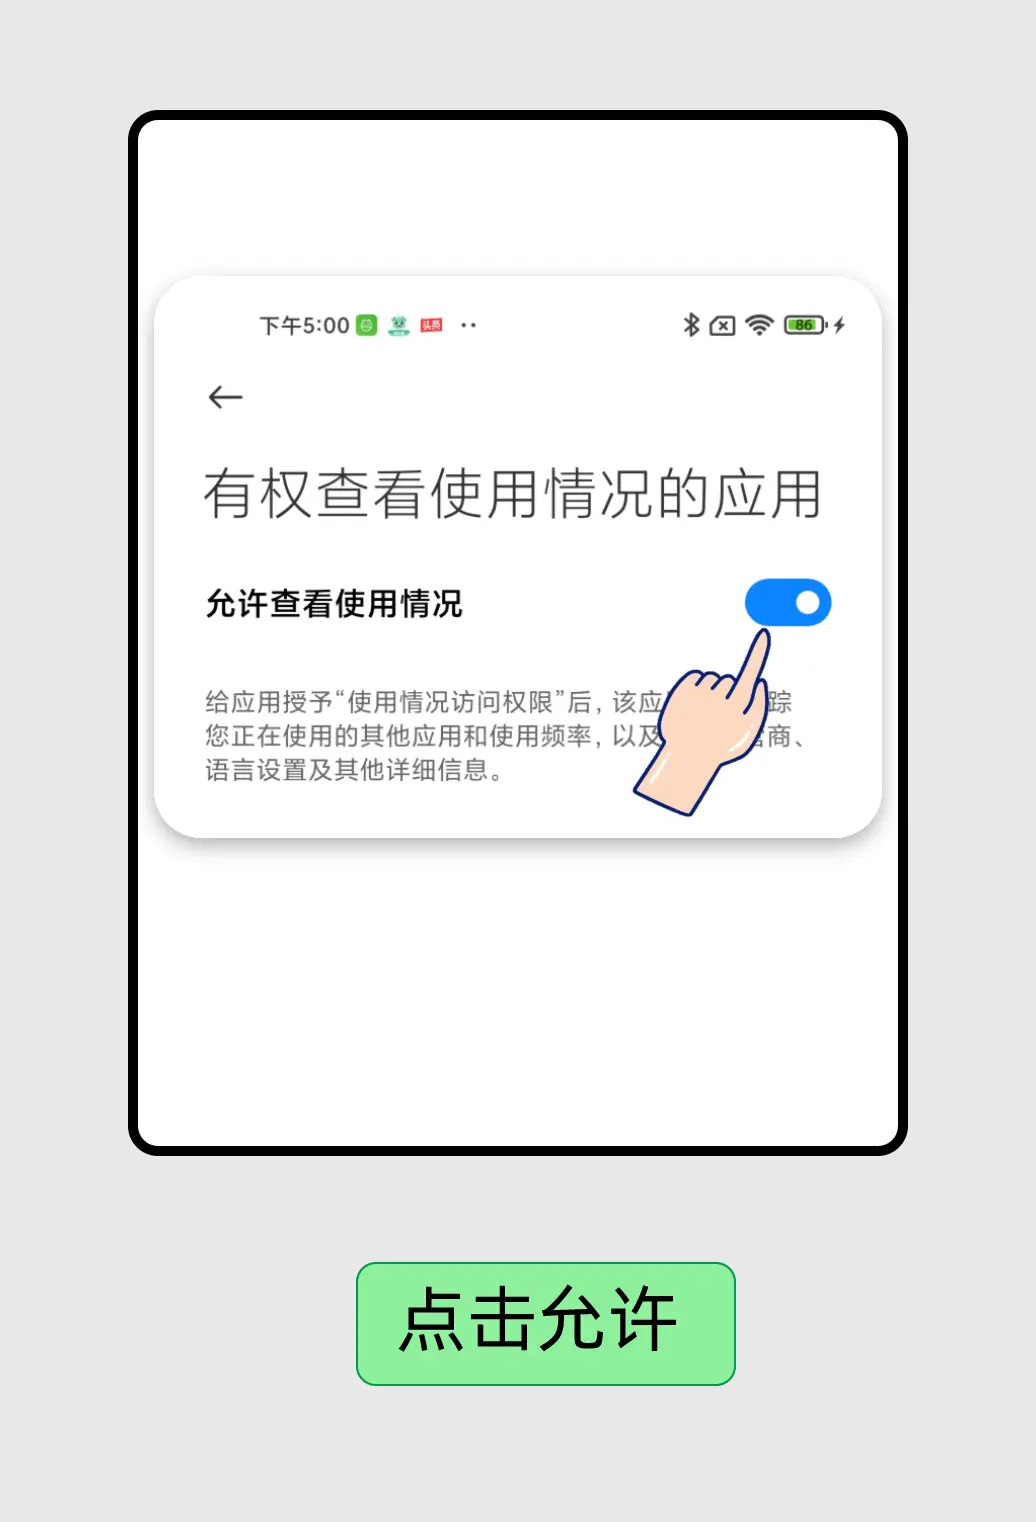 下午5:00 头条 86
有权查看使用情况的应用
允许查看使用情况
给应用授予“使用情况访问权限”后，该应 踪
您正在使用的其他应用和使用频率，以及 商、
语言设置及其他详细信息。
点击允许